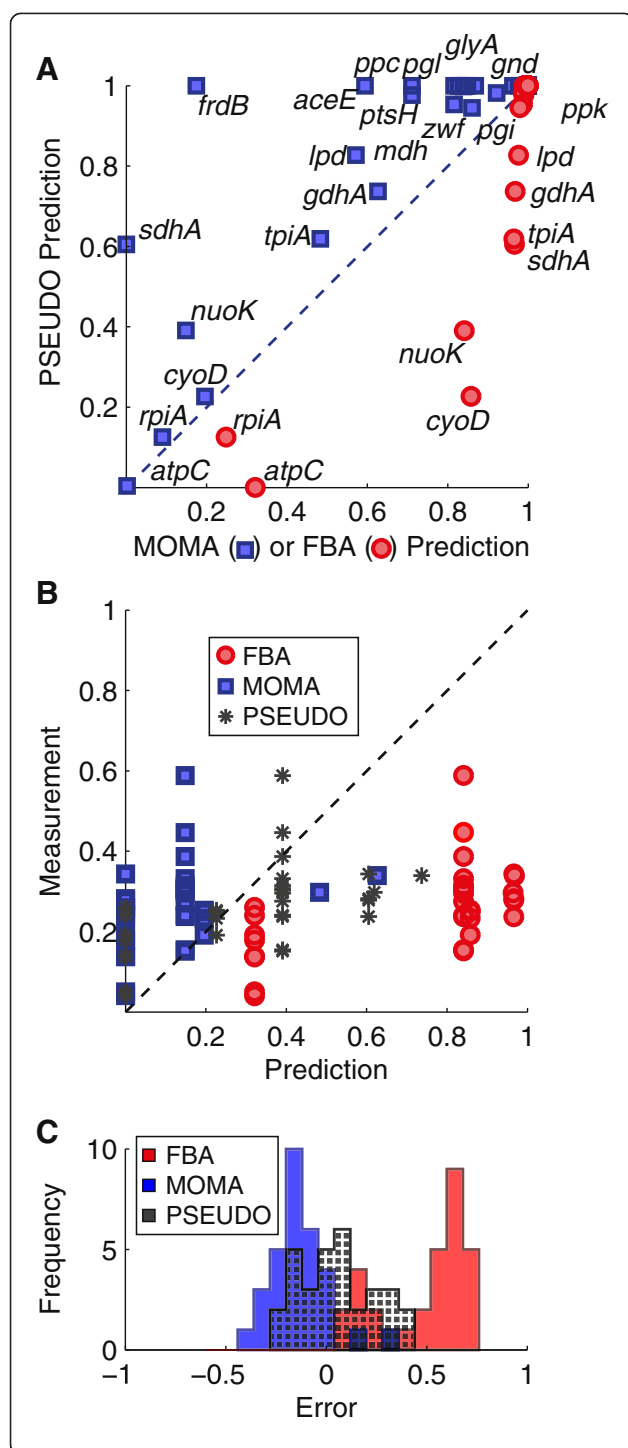 A
PSEUDO Prediction
1
0.8
0.6
0.4
0.2
frdB
aceE
ppc
pgl
glyA
gnd
ptsH
zwf
pgi
ppk
lpd
mdh
lpd
gdhA
gdhA
tpiA
tpiA
sdhA
sdhA
nuoK
nuoK
cyoD
cyoD
rpiA
rpiA
atpC
atpC
0.2 0.4 0.6 0.8 1
MOMA ( ) or FBA ( ) Prediction
B
Measurement
1
0.8
0.6
0.4
0.2
FBA
MOMA
PSEUDO
0.2 0.4 0.6 0.8 1
Prediction
C
Frequency
10
5
0
FBA
MOMA
PSEUDO
−1 −0.5 0 0.5 1
Error